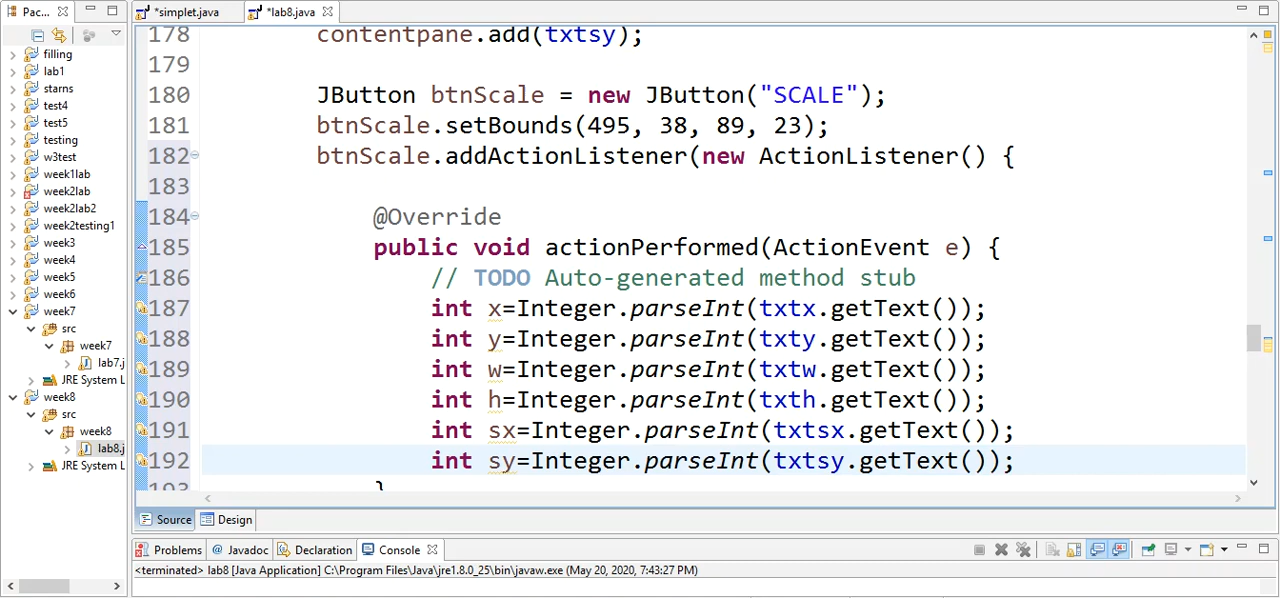 Pac...
*simplet.java
*lab8.java
filling
lab1
starns
test4
test5
testing
w3test
week1lab
week2lab
week2lab2
week2testing1
week3
week4
week5
week6
week7
src
week7
lab7.j
JRE System L
week8
src
week8
lab8.j
JRE System L
178 contentpane.add(txtsy);
179
180 JButton btnScale = new JButton("SCALE");
181 btnScale.setBounds(495, 38, 89, 23);
182 btnScale.addActionListener(new ActionListener() {
183
184 @Override
185 public void actionPerformed(ActionEvent e) {
186 // TODO Auto-generated method stub
187 int x=Integer.parseInt(txtx.getText());
188 int y=Integer.parseInt(txty.getText());
189 int w=Integer.parseInt(txtw.getText());
190 int h=Integer.parseInt(txth.getText());
191 int sx=Integer.parseInt(txtsx.getText());
192 int sy=Integer.parseInt(txtsy.getText());
193 }
Source Design
Problems @ Javadoc Declaration Console
<terminated> lab8 [Java Application] C:\Program Files\Java\jre1.8.0_25\bin\javaw.exe (May 20, 2020, 7:43:27 PM)